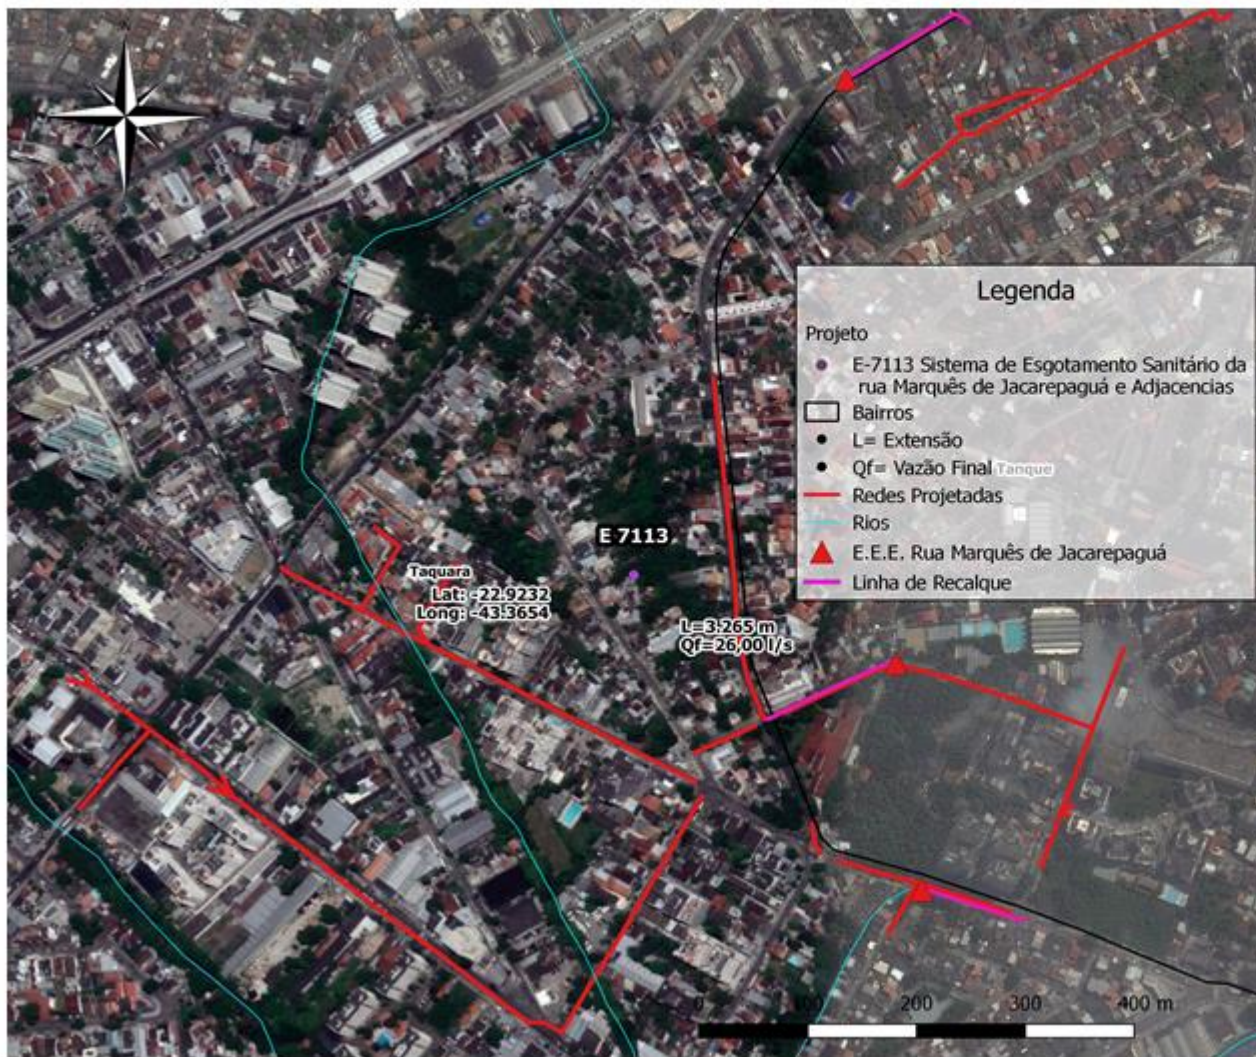 Legenda
Projeto
E-7113 Sistema de Esgotamento Sanitário da
rua Marquês de Jacarepaguá e Adjacencias
Bairros
L= Extensão
Qf= Vazão Final
Tanque
Redes Projetadas
Rios
E.E.E. Rua Marquês de Jacarepaguá
Linha de Recalque
E 7113
Taquara
Lat: -22.9232
Long: -43.3654
L=3.265 m
Qf=26,00 l/s
0 100 200 300 400 m